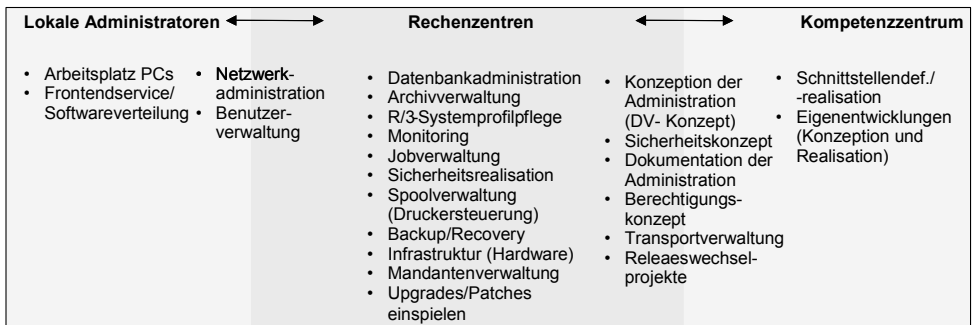 Lokale Administratoren
Rechenzentren
Kompetenzzentrum
• Arbeitsplatz PCs
• Frontendservice/
Softwareverteilung
• Netzwerk-
administration
• Benutzer-
verwaltung
• Datenbankadministration
• Archivverwaltung
• R/3-Systemprofilpflege
• Monitoring
• Jobverwaltung
• Sicherheitsrealisation
• Spoolverwaltung
(Druckersteuerung)
• Backup/Recovery
• Infrastruktur (Hardware)
• Mandantenverwaltung
• Upgrades/Patches
einspielen
• Konzeption der
Administration
(DV- Konzept)
• Sicherheitskonzept
• Dokumentation der
Administration
• Berechtigungs-
konzept
• Transportverwaltung
• Releaeswechsel-
projekte
• Schnittstellendef./
-realisation
• Eigenentwicklungen
(Konzeption und
Realisation)